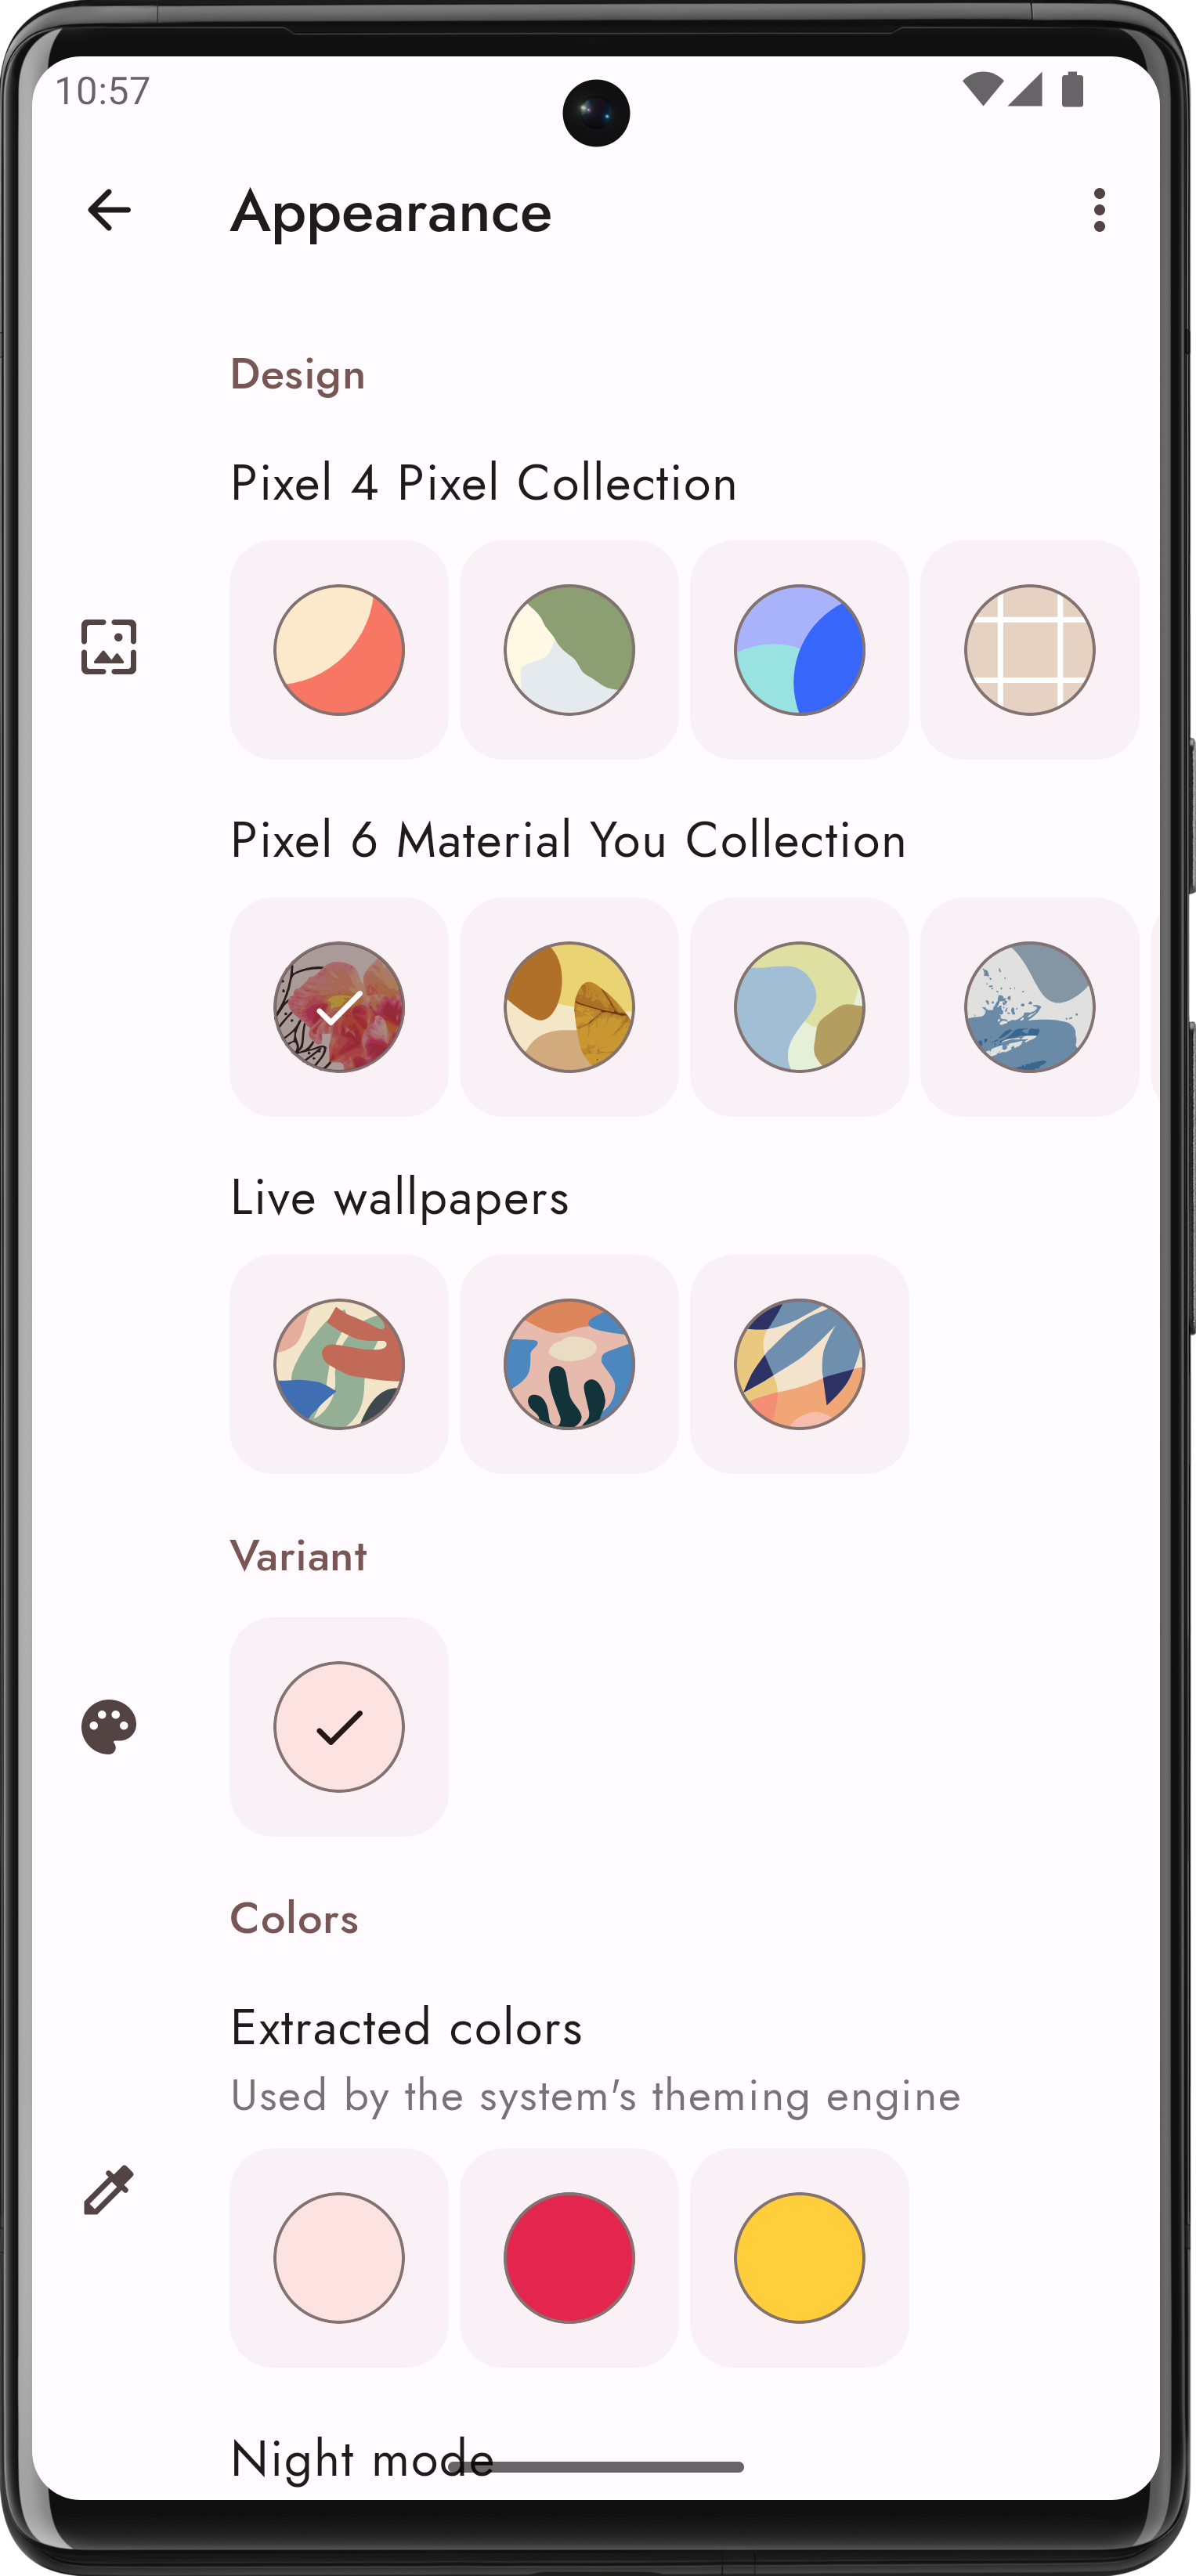 10:57
Appearance
Design
Pixel 4 Pixel Collection
Pixel 6 Material You Collection
Live wallpapers
Variant
Colors
Extracted colors
Used by the system's theming engine
Night mode